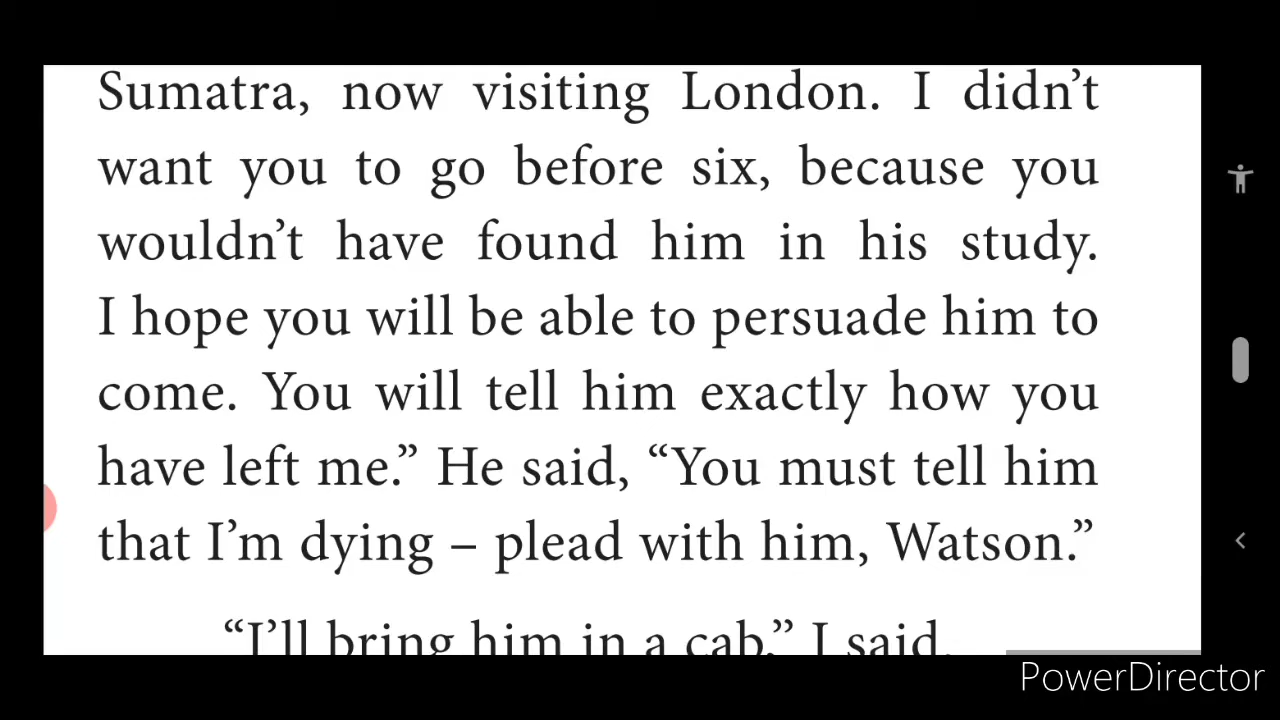 Sumatra, now visiting London. I didn’t
want you to go before six, because you
wouldn’t have found him in his study.
I hope you will be able to persuade him to
come. You will tell him exactly how you
have left me.” He said, “You must tell him
that I’m dying – plead with him, Watson.”
“I’ll bring him in a cab,” I said.
PowerDirector